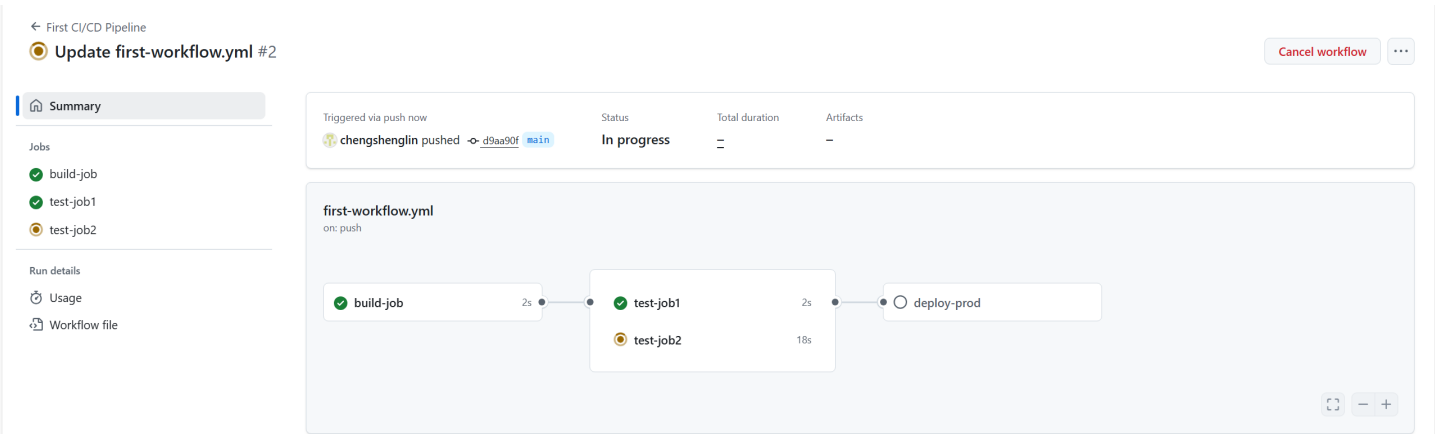 First CI/CD Pipeline
Update first-workflow.yml #2
Cancel workflow
Summary
Jobs
build-job
test-job1
test-job2
Run details
Usage
Workflow file
Triggered via push now
chengshenglin pushed d9aa90f main
Status
In progress
Total duration
–
Artifacts
–
first-workflow.yml
on: push
build-job 2s
test-job1 2s
test-job2 18s
deploy-prod